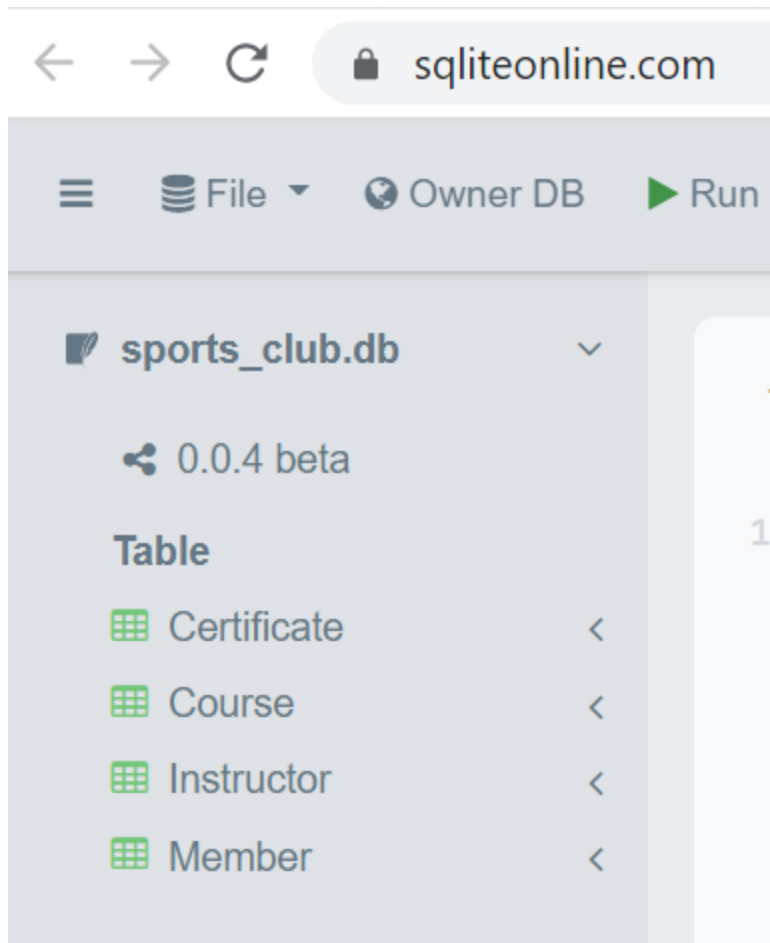 sqliteonline.com
File Owner DB Run
sports_club.db
0.0.4 beta
1
Table
Certificate
Course
Instructor
Member